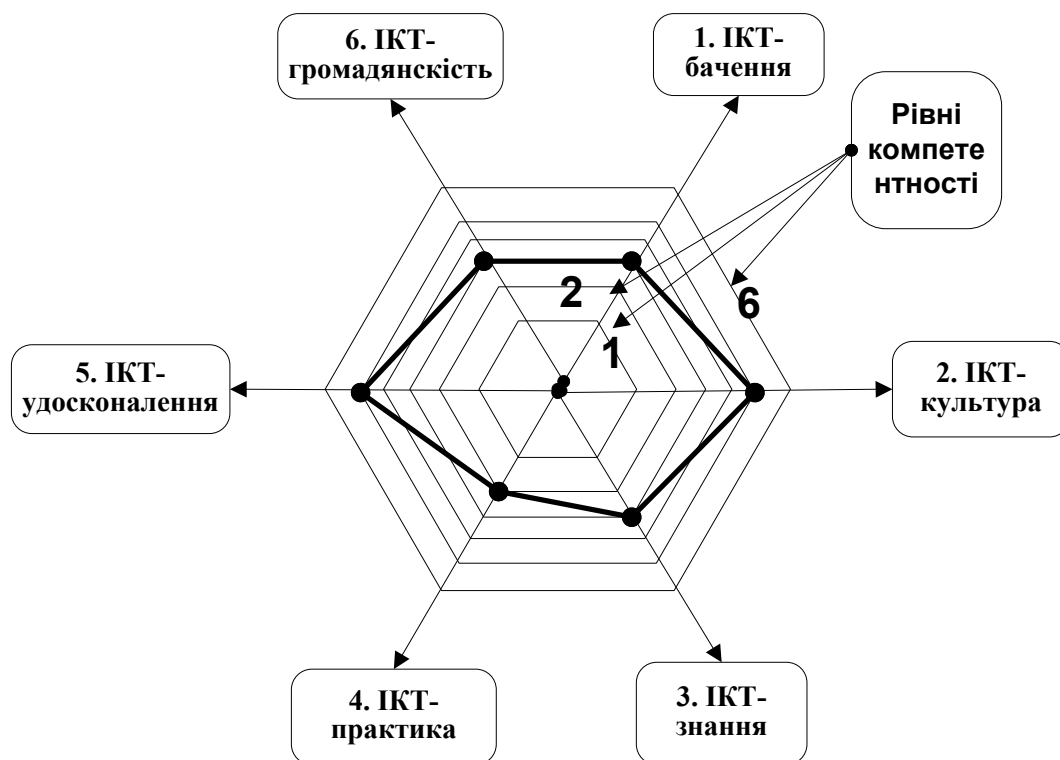 6. ІКТ-
громадянскість
1. ІКТ-
бачення
Рівні
компете
нтності
2
6
1
5. ІКТ-
удосконалення
2. ІКТ-
культура
4. ІКТ-
практика
3. ІКТ-
знання